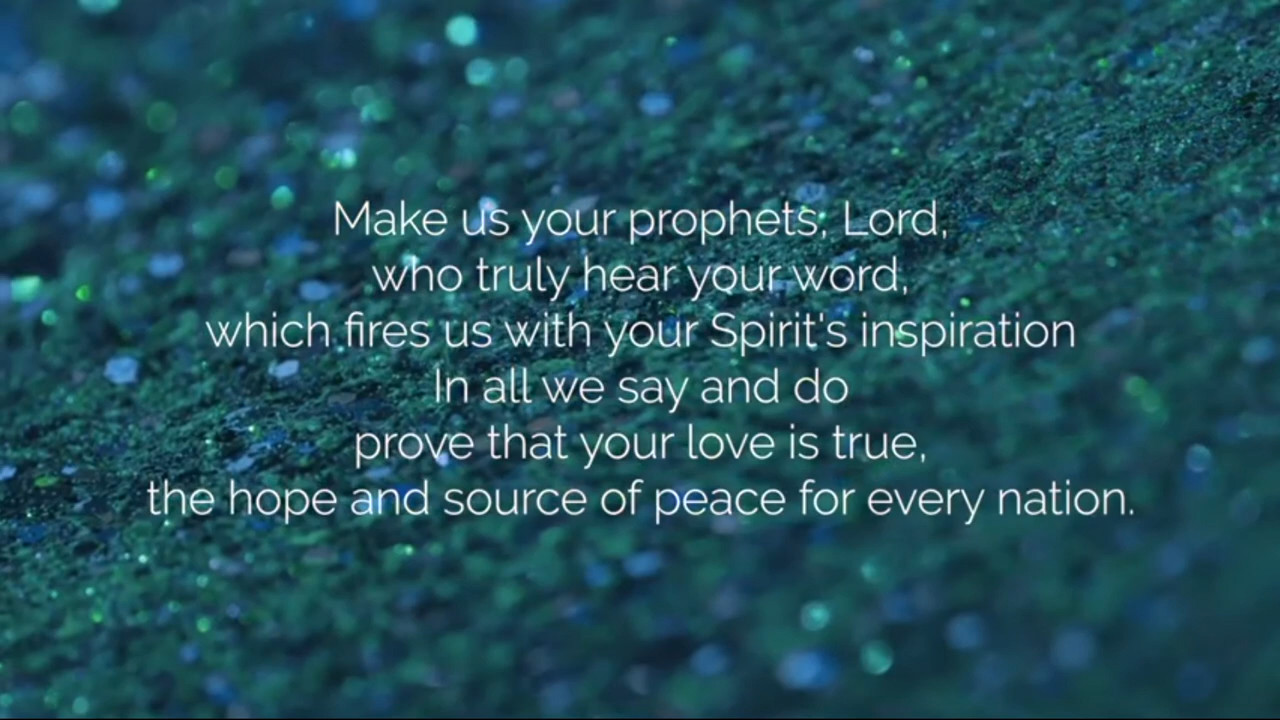 Make us your prophets, Lord,
who truly hear your word,
which fires us with your Spirit's inspiration
In all we say and do
prove that your love is true,
the hope and source of peace for every nation.